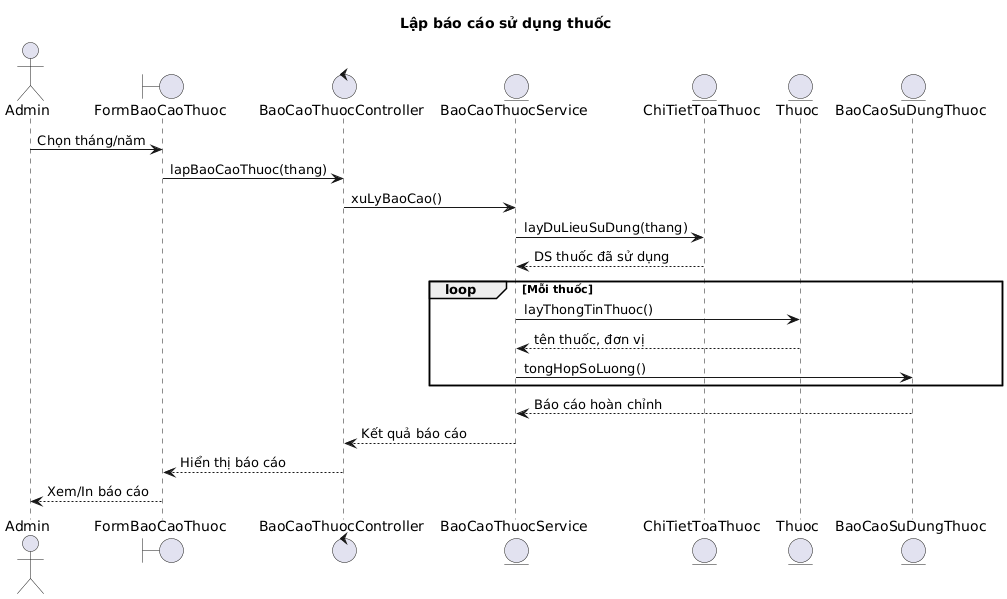 Lập báo cáo sử dụng thuốc
Admin
FormBaoCaoThuoc
BaoCaoThuocController
BaoCaoThuocService
ChiTietToaThuoc
Thuoc
BaoCaoSuDungThuoc
Chọn tháng/năm
lapBaoCaoThuoc(thang)
xuLyBaoCao()
layDuLieuSuDung(thang)
DS thuốc đã sử dụng
loop [Mỗi thuốc]
layThongTinThuoc()
tên thuốc, đơn vị
tongHopSoLuong()
Báo cáo hoàn chỉnh
Kết quả báo cáo
Hiển thị báo cáo
Xem/In báo cáo
Admin
FormBaoCaoThuoc
BaoCaoThuocController
BaoCaoThuocService
ChiTietToaThuoc
Thuoc
BaoCaoSuDungThuoc